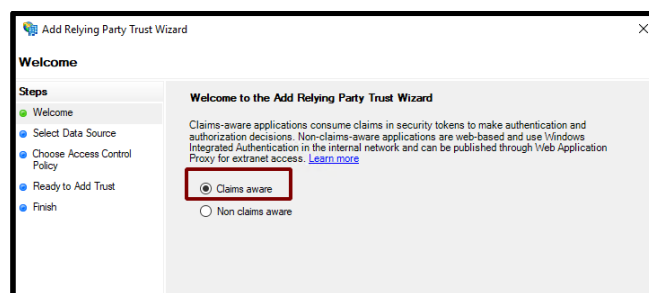 Add Relying Party Trust Wizard
Welcome
Steps
Welcome
Select Data Source
Choose Access Control
Policy
Ready to Add Trust
Finish
Welcome to the Add Relying Party Trust Wizard
Claims-aware applications consume claims in security tokens to make authentication and
authorization decisions. Non-claims-aware applications are web-based and use Windows
Integrated Authentication in the internal network and can be published through Web Application
Proxy for extranet access. Learn more
Claims aware
Non claims aware